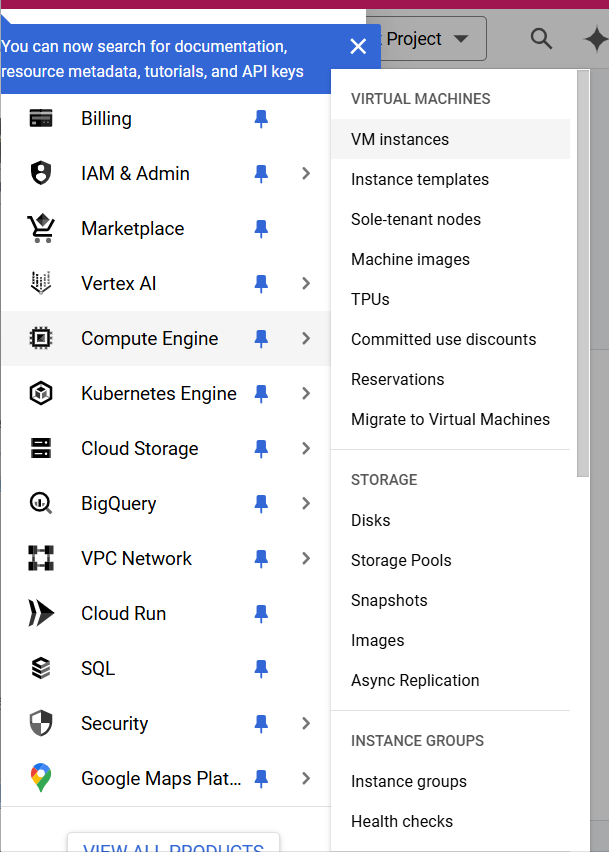 You can now search for documentation,
resource metadata, tutorials, and API keys
Project
Billing
IAM & Admin
Marketplace
Vertex AI
Compute Engine
Kubernetes Engine
Cloud Storage
BigQuery
VPC Network
Cloud Run
SQL
Security
Google Maps Plat...
VIEW ALL PRODUCTS
VIRTUAL MACHINES
VM instances
Instance templates
Sole-tenant nodes
Machine images
TPUs
Committed use discounts
Reservations
Migrate to Virtual Machines
STORAGE
Disks
Storage Pools
Snapshots
Images
Async Replication
INSTANCE GROUPS
Instance groups
Health checks